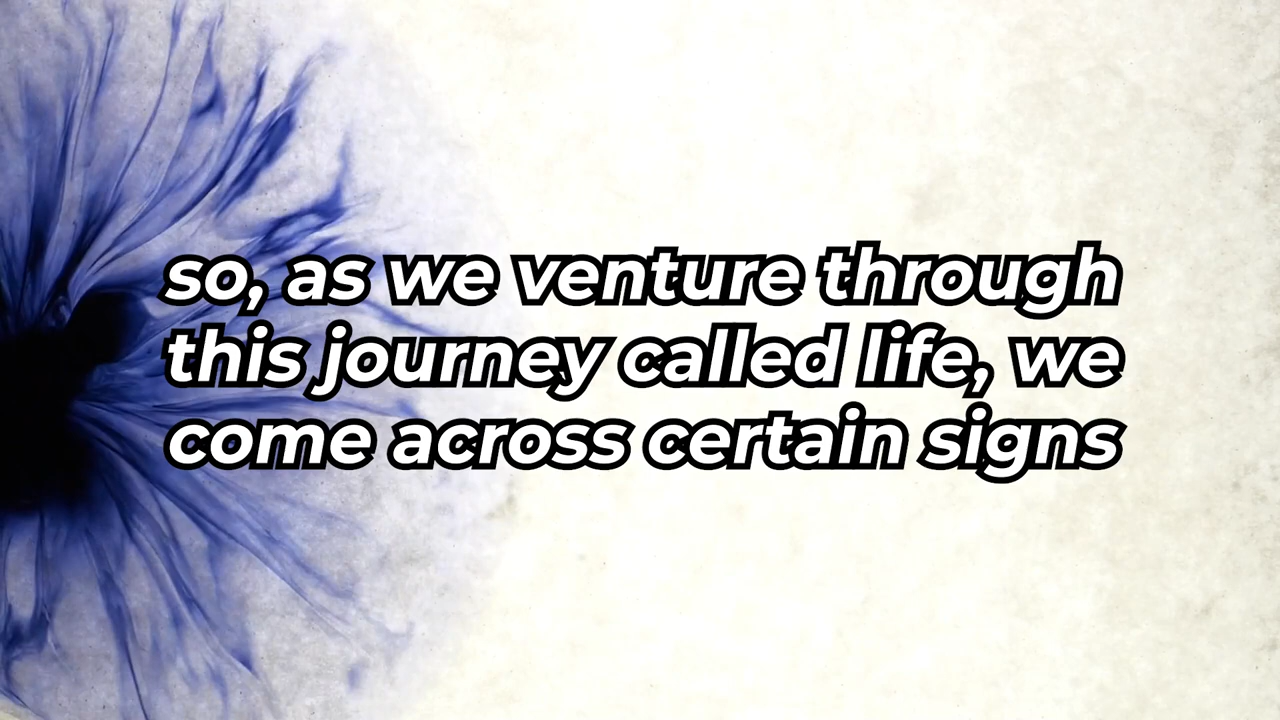 so, as we venture through
this journey called life, we
come across certain signs